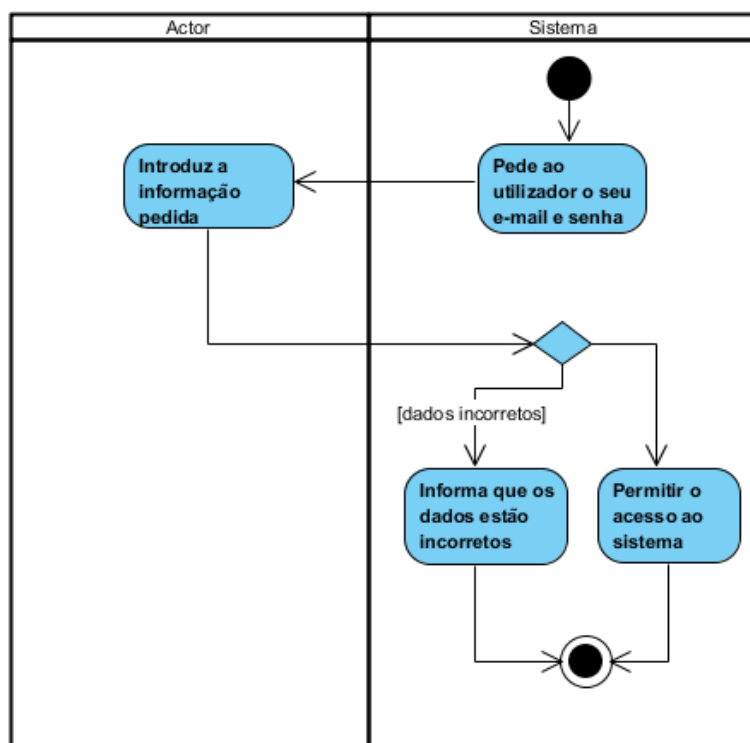 Actor
Sistema
Introduz a
informação
pedida
Pede ao
utilizador o seu
e-mail e senha
[dados incorretos]
Informa que os
dados estão
incorretos
Permitir o
acesso ao
sistema